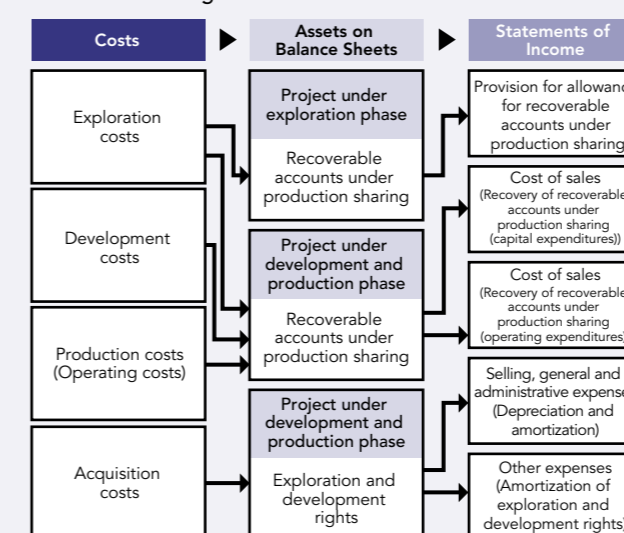 Costs
Assets on
Balance Sheets
Statements of
Income
Exploration
costs
Development
costs
Production costs
(Operating costs)
Acquisition
costs
Project under
exploration phase
Recoverable
accounts under
production sharing
Project under
development and
production phase
Recoverable
accounts under
production sharing
Project under
development and
production phase
Exploration and
development
rights
Provision for allowanc
for recoverable
accounts under
production sharing
Cost of sales
(Recovery of recoverable
accounts under
production sharing
(capital expenditures))
Cost of sales
(Recovery of recoverable
accounts under
production sharing
(operating expenditures)
Selling, general and
administrative expense
(Depreciation and
amortization)
Other expenses
(Amortization of
exploration and
development rights)